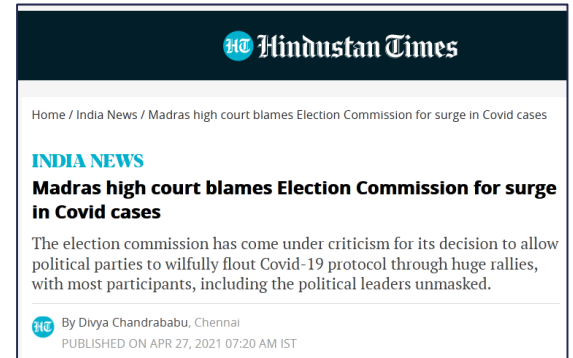 HT Hindustan Times
Home / India News / Madras high court blames Election Commission for surge in Covid cases
INDIA NEWS
Madras high court blames Election Commission for surge
in Covid cases
The election commission has come under criticism for its decision to allow
political parties to wilfully flout Covid-19 protocol through huge rallies,
with most participants, including the political leaders unmasked.
HT By Divya Chandrababu, Chennai
PUBLISHED ON APR 27, 2021 07:20 AM IST